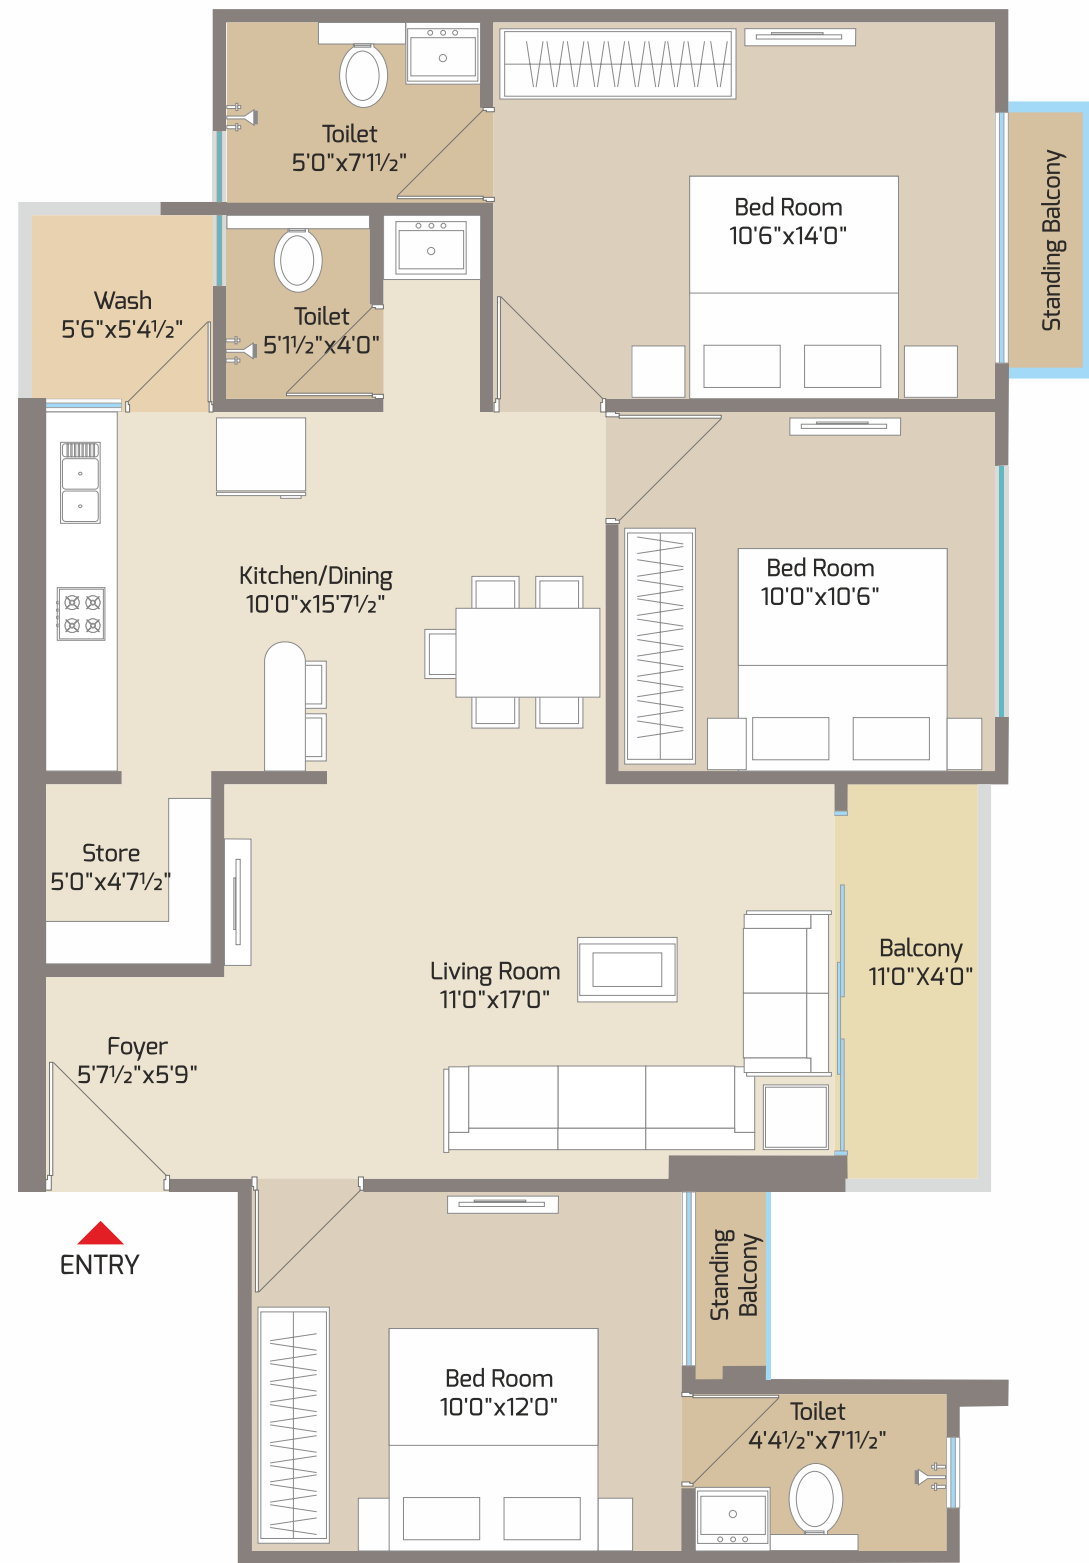 Toilet
5'0"x7'1½"
Bed Room
10'6"x14'0"
Standing Balcony
Wash
5'6"x5'4½"
Toilet
5'1½"x4'0"
Kitchen/Dining
10'0"x15'7½"
Bed Room
10'0"x10'6"
Store
5'0"x4'7½"
Living Room
11'0"x17'0"
Balcony
11'0"X4'0"
Foyer
5'7½"x5'9"
ENTRY
Standing
Balcony
Bed Room
10'0"x12'0"
Toilet
4'4½"x7'1½"